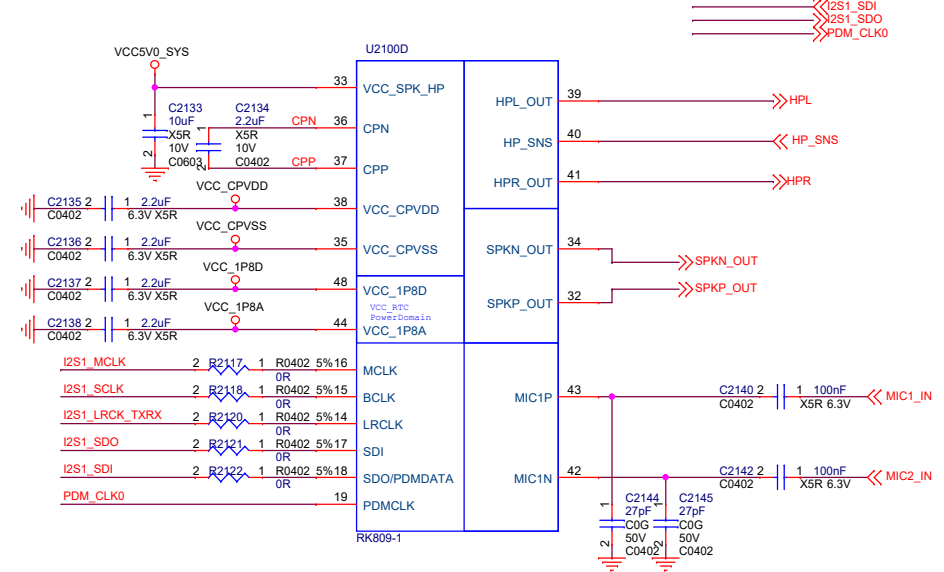 I2S1_SDI
I2S1_SDO
PDM_CLK0
U2100D
VCC5V0_SYS
33 VCC_SPK_HP
C2133
10uF
X5R
10V
C0603
1
2
C2134
2.2uF
X5R
10V
C0402
1
2
CPN 36 CPN
CPP 37 CPP
VCC_CPVDD
C2135 2 1 2.2uF 38 VCC_CPVDD
C0402 6.3V X5R
VCC_CPVSS
C2136 2 1 2.2uF 35 VCC_CPVSS
C0402 6.3V X5R
VCC_1P8D
C2137 2 1 2.2uF 48 VCC_1P8D
C0402 6.3V X5R
VCC_RTC
PowerDomain
VCC_1P8A
C2138 2 1 2.2uF 44 VCC_1P8A
C0402 6.3V X5R
I2S1_MCLK 2 R2117 1 R0402 5% 16 MCLK
0R
I2S1_SCLK 2 R2118 1 R0402 5% 15 BCLK
0R
I2S1_LRCK_TXRX 2 R2120 1 R0402 5% 14 LRCLK
0R
I2S1_SDO 2 R2121 1 R0402 5% 17 SDI
0R
I2S1_SDI 2 R2122 1 R0402 5% 18 SDO/PDMDATA
0R
PDM_CLK0 19 PDMCLK
RK809-1
HPL_OUT 39 HPL
HP_SNS 40 HP_SNS
HPR_OUT 41 HPR
SPKN_OUT 34 SPKN_OUT
SPKP_OUT 32 SPKP_OUT
MIC1P 43 C2140 2 1 100nF MIC1_IN
C0402 X5R 6.3V
MIC1N 42 C2142 2 1 100nF MIC2_IN
C0402 X5R 6.3V
C2144
27pF
C0G
50V
C0402
1
2
C2145
27pF
C0G
50V
C0402
1
2